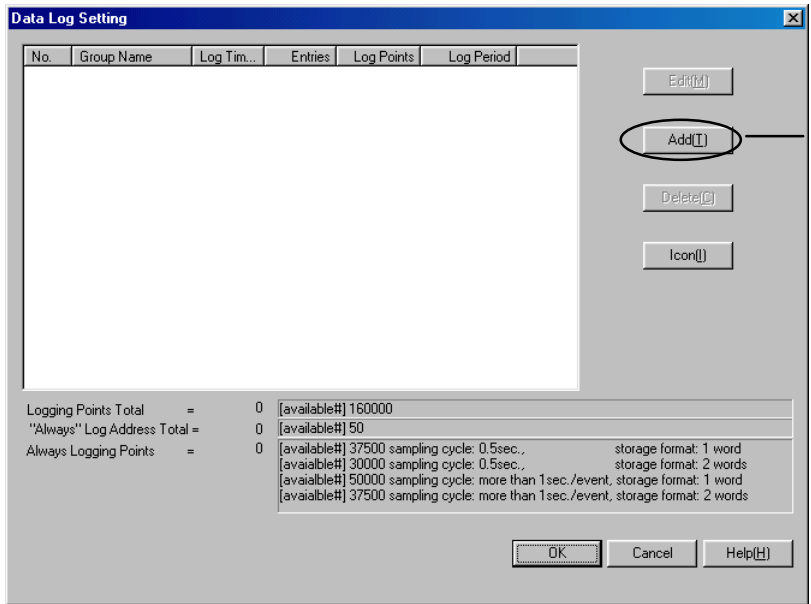 Data Log Setting
No. Group Name Log Tim... Entries Log Points Log Period
Edit(M)
Add(T)
Delete(C)
Icon(I)
Logging Points Total = 0 [available#] 160000
"Always" Log Address Total = 0 [available#] 50
Always Logging Points = 0 [available#] 37500 sampling cycle: 0.5sec., storage format: 1 word
[avaialble#] 30000 sampling cycle: 0.5sec., storage format: 2 words
[avaialble#] 50000 sampling cycle: more than 1sec./event, storage format: 1 word
[avaialble#] 37500 sampling cycle: more than 1sec./event, storage format: 2 words
OK Cancel Help(H)